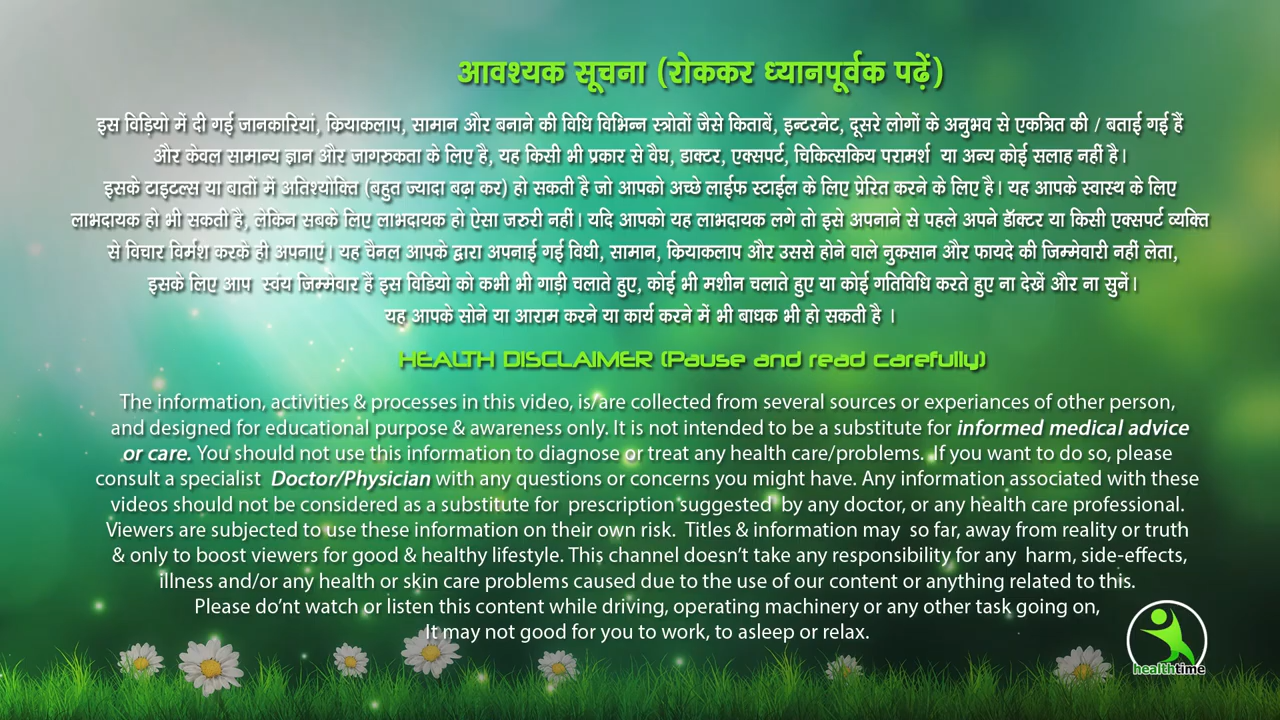 आवश्यक सूचना (रोककर ध्यानपूर्वक पढ़ें)
इस विड़ियो में दी गई जानकारियां, क्रियाकलाप, सामान और बनाने की विधि विभिन्न स्त्रोतों जैसे किताबें, इन्टरनेट, दूसरे लोगों के अनुभव से एकत्रित की / बताई गई हैं
और केवल सामान्य ज्ञान और जागरुकता के लिए है, यह किसी भी प्रकार से वैघ, डाक्टर, एक्सपर्ट, चिकित्सकिय परामर्श या अन्य कोई सलाह नहीं है।
इसके टाइटल्स या बातों में अतिश्योक्ति (बहुत ज्यादा बढ़ा कर) हो सकती है जो आपको अच्छे लाईफ स्टाईल के लिए प्रेरित करने के लिए है। यह आपके स्वास्थ के लिए
लाभदायक हो भी सकती है, लेकिन सबके लिए लाभदायक हो ऐसा जरुरी नहीं। यदि आपको यह लाभदायक लगे तो इसे अपनाने से पहले अपने डॉक्टर या किसी एक्सपर्ट व्यक्ति
से विचार विर्मश करके ही अपनाएं। यह चैनल आपके द्वारा अपनाई गई विधी, सामान, क्रियाकलाप और उससे होने वाले नुकसान और फायदे की जिम्मेवारी नहीं लेता,
इसके लिए आप स्वंय जिम्मेवार हैं इस विडियो को कभी भी गाड़ी चलाते हुए, कोई भी मशीन चलाते हुए या कोई गतिविधि करते हुए ना देखें और ना सुनें।
यह आपके सोने या आराम करने या कार्य करने में भी बाधक भी हो सकती है ।
HEALTH DISCLAIMER (Pause and read carefully)
The information, activities & processes in this video, is/are collected from several sources or experiances of other person,
and designed for educational purpose & awareness only. It is not intended to be a substitute for informed medical advice
or care. You should not use this information to diagnose or treat any health care/problems. If you want to do so, please
consult a specialist Doctor/Physician with any questions or concerns you might have. Any information associated with these
videos should not be considered as a substitute for prescription suggested by any doctor, or any health care professional.
Viewers are subjected to use these information on their own risk. Titles & information may so far, away from reality or truth
& only to boost viewers for good & healthy lifestyle. This channel doesn't take any responsibility for any harm, side-effects,
illness and/or any health or skin care problems caused due to the use of our content or anything related to this.
Please do'nt watch or listen this content while driving, operating machinery or any other task going on,
It may not good for you to work, to asleep or relax.
healthtime